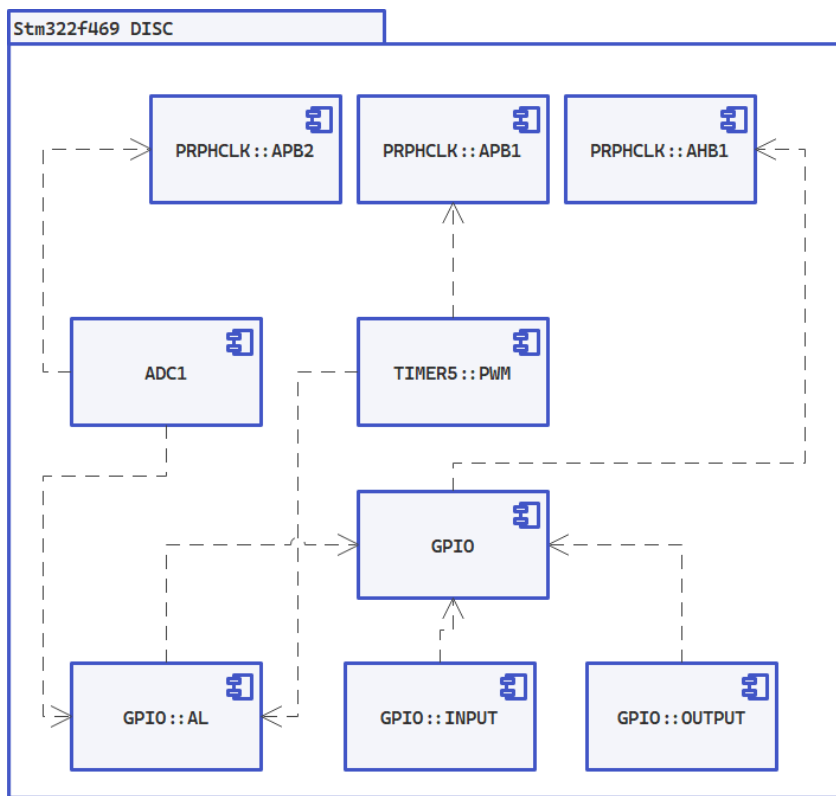 Stm322f469 DISC
PRPHCLK::APB2
PRPHCLK::APB1
PRPHCLK::AHB1
ADC1
TIMER5::PWM
GPIO
GPIO::AL
GPIO::INPUT
GPIO::OUTPUT